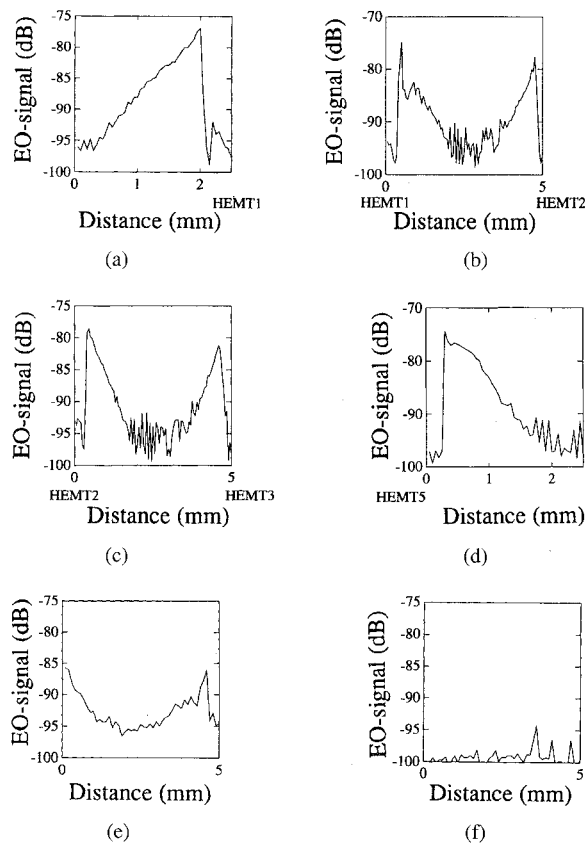 -75
-80
-85
-90
-95
-100
EO-signal (dB)
0 1 2
HEMT1
Distance (mm)
(a)
-70
-80
-90
-100
EO-signal (dB)
0 5
HEMT1 HEMT2
Distance (mm)
(b)
-75
-80
-85
-90
-95
-100
EO-signal (dB)
0 5
HEMT2 HEMT3
Distance (mm)
(c)
-70
-80
-90
-100
EO-signal (dB)
0 1 2
HEMT5
Distance (mm)
(d)
-75
-80
-85
-90
-95
-100
EO-signal (dB)
0 5
Distance (mm)
(e)
-75
-80
-85
-90
-95
-100
EO-signal (dB)
0 5
Distance (mm)
(f)